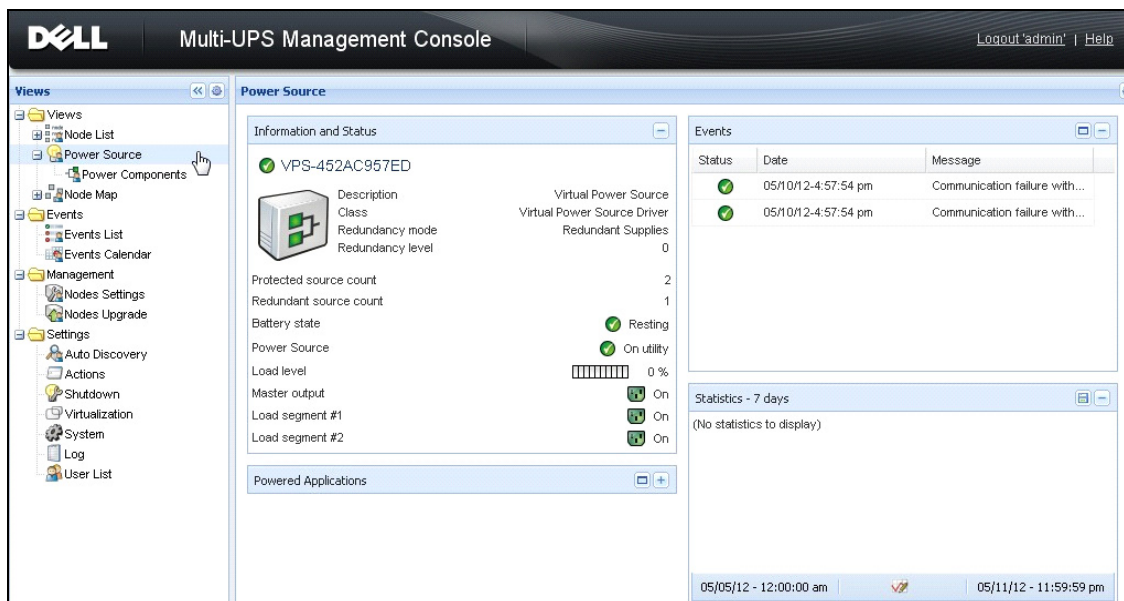 DELL
Multi-UPS Management Console
Logout 'admin' | Help
Views
Views
Node List
Power Source
Power Components
Node Map
Events
Events List
Events Calendar
Management
Nodes Settings
Nodes Upgrade
Settings
Auto Discovery
Actions
Shutdown
Virtualization
System
Log
User List
Power Source
Information and Status
VPS-452AC957ED
Description Virtual Power Source
Class Virtual Power Source Driver
Redundancy mode Redundant Supplies
Redundancy level 0
Protected source count 2
Redundant source count 1
Battery state Resting
Power Source On utility
Load level 0 %
Master output On
Load segment #1 On
Load segment #2 On
Powered Applications
Events
Status Date Message
05/10/12-4:57:54 pm Communication failure with...
05/10/12-4:57:54 pm Communication failure with...
Statistics - 7 days
(No statistics to display)
05/05/12 - 12:00:00 am 05/11/12 - 11:59:59 pm